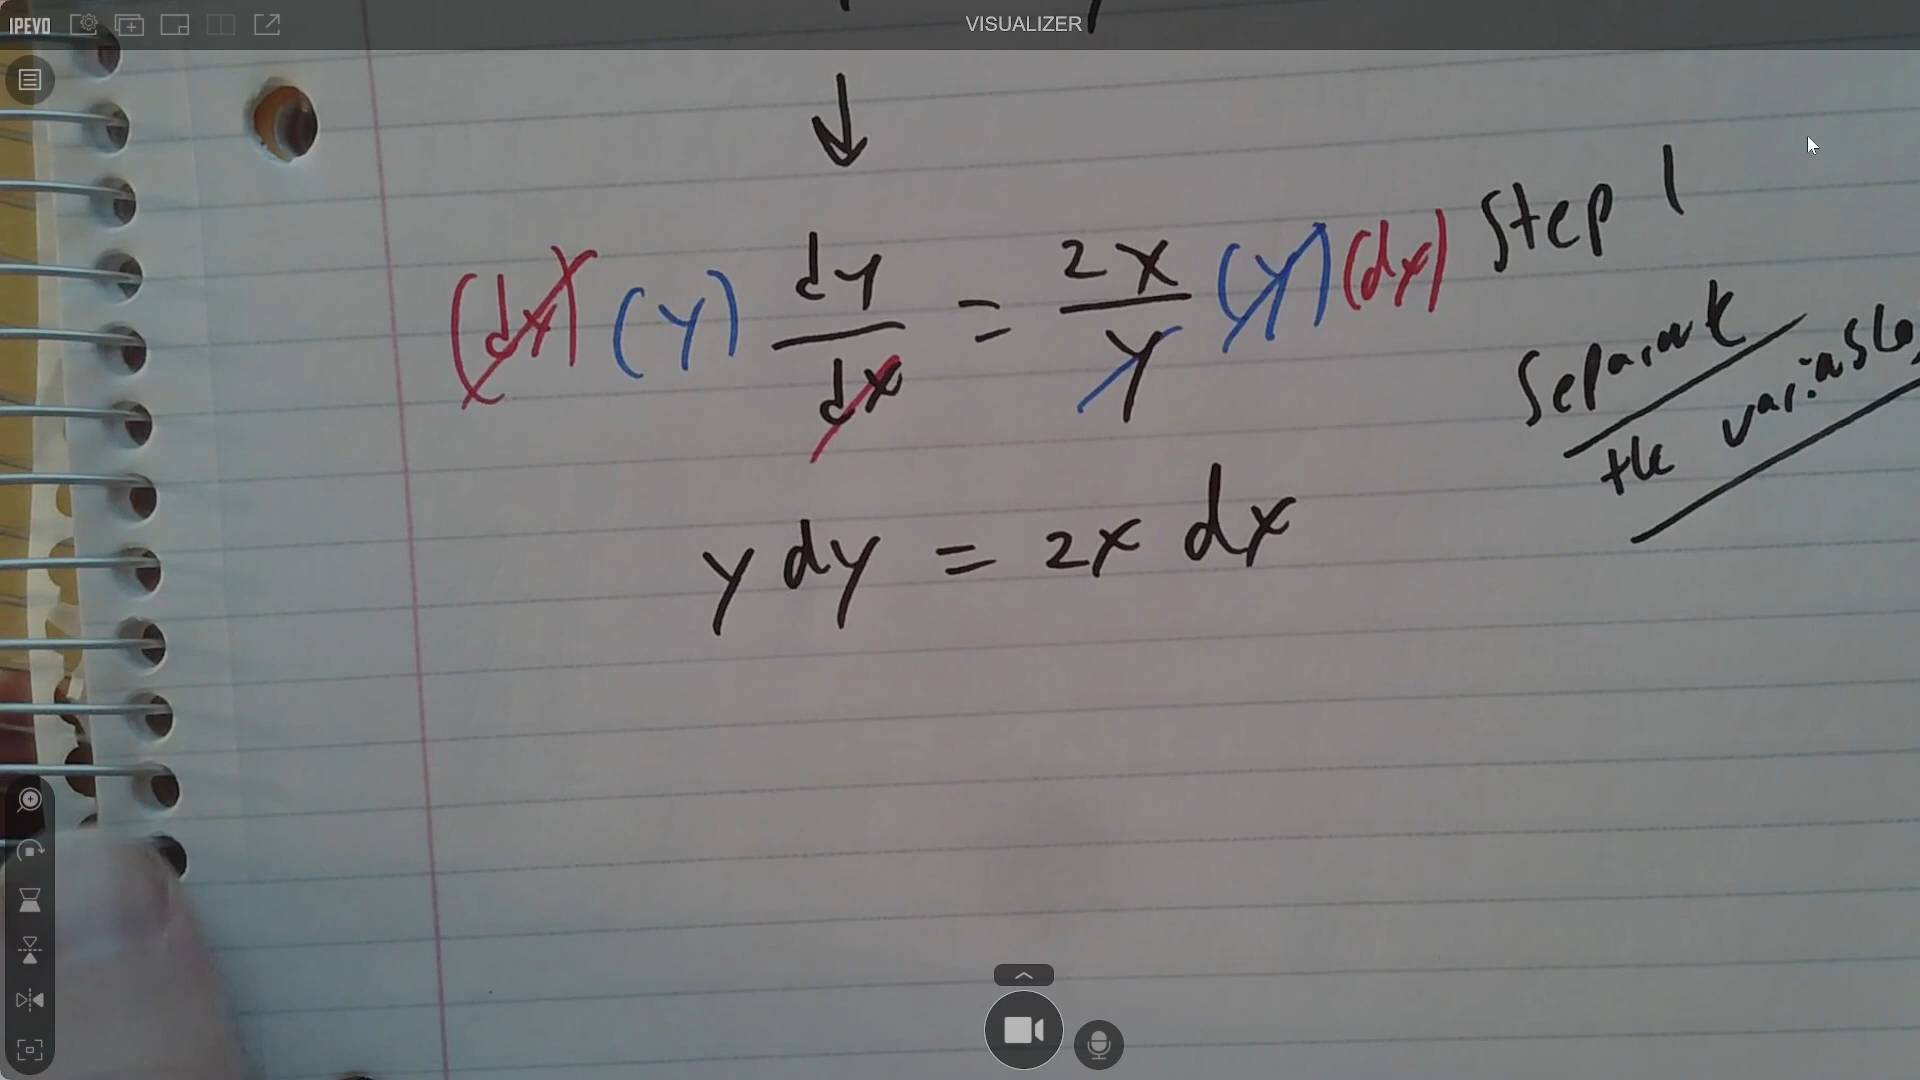 IPEVO VISUALIZER
(dx) (y) dy/dx = 2x/y (y) (dx) Step 1
Separate
the variables
y dy = 2x dx